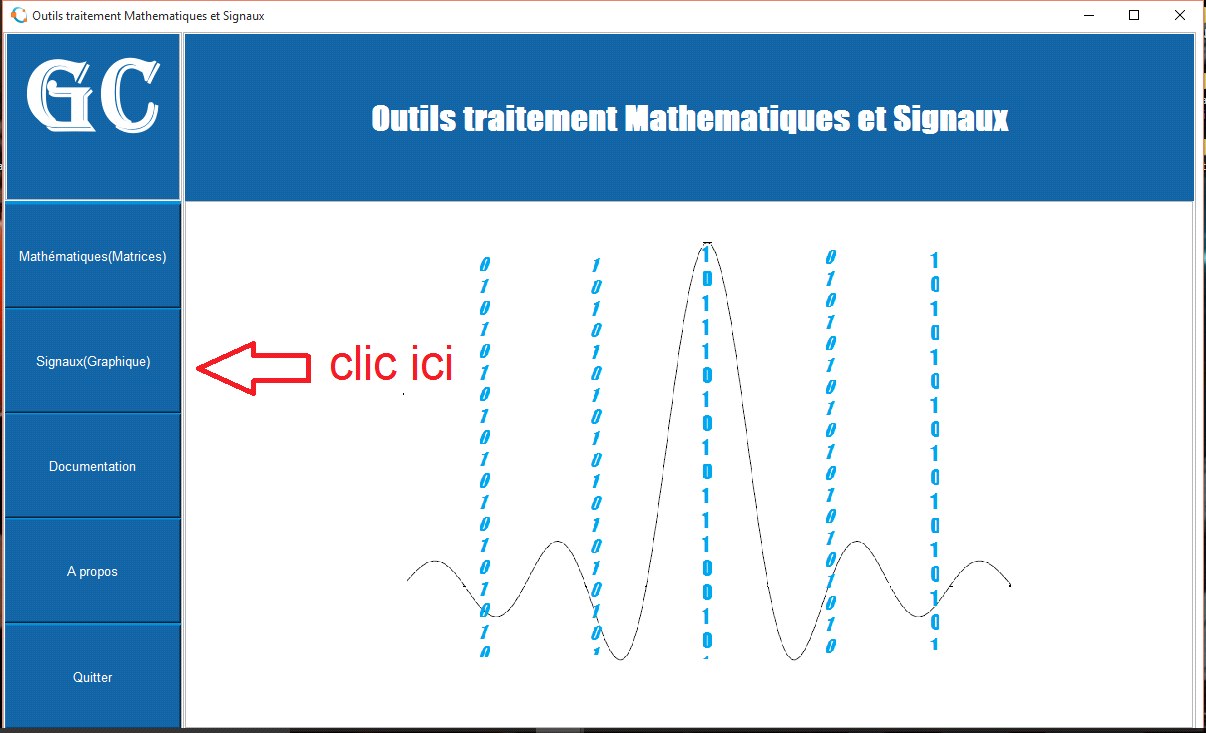 Outils traitement Mathematiques et Signaux
GC
Outils traitement Mathematiques et Signaux
Mathématiques(Matrices)
Signaux(Graphique)
clic ici
Documentation
A propos
Quitter